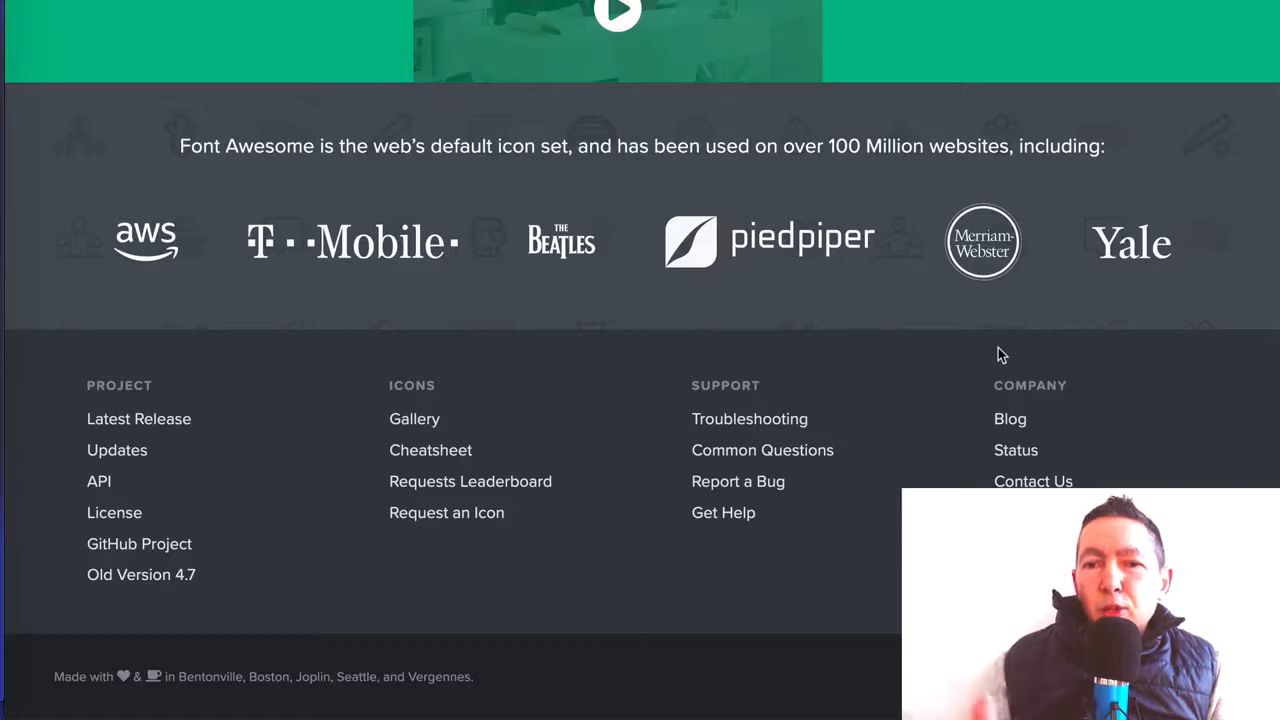 Font Awesome is the web’s default icon set, and has been used on over 100 Million websites, including:
aws
T··Mobile·
THE BEATLES
piedpiper
Merriam-
Webster
Yale
PROJECT
Latest Release
Updates
API
License
GitHub Project
Old Version 4.7
ICONS
Gallery
Cheatsheet
Requests Leaderboard
Request an Icon
SUPPORT
Troubleshooting
Common Questions
Report a Bug
Get Help
COMPANY
Blog
Status
Contact Us
Made with & in Bentonville, Boston, Joplin, Seattle, and Vergennes.